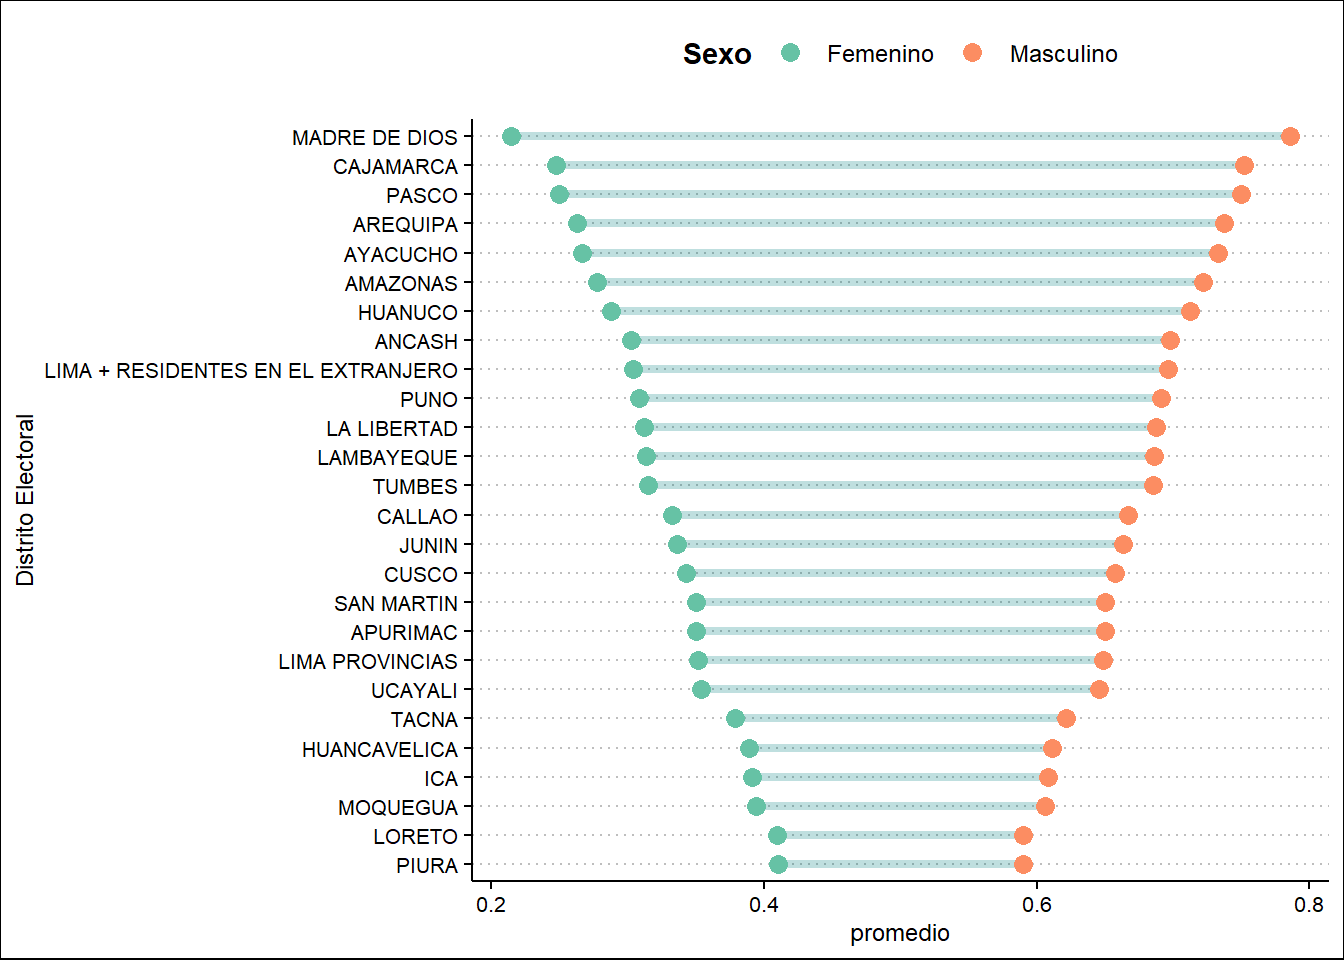 Sexo Femenino Masculino
MADRE DE DIOS
CAJAMARCA
PASCO
AREQUIPA
AYACUCHO
AMAZONAS
HUANUCO
ANCASH
LIMA + RESIDENTES EN EL EXTRANJERO
PUNO
LA LIBERTAD
LAMBAYEQUE
TUMBES
CALLAO
JUNIN
CUSCO
SAN MARTIN
APURIMAC
LIMA PROVINCIAS
UCAYALI
TACNA
HUANCAVELICA
ICA
MOQUEGUA
LORETO
PIURA
Distrito Electoral
0.2 0.4 0.6 0.8
promedio